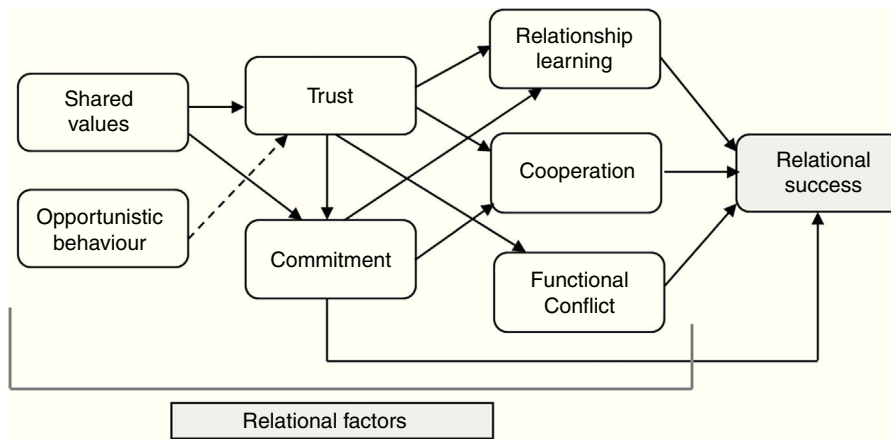 Shared
values
Opportunistic
behaviour
Trust
Commitment
Relationship
learning
Cooperation
Functional
Conflict
Relational
success
Relational factors